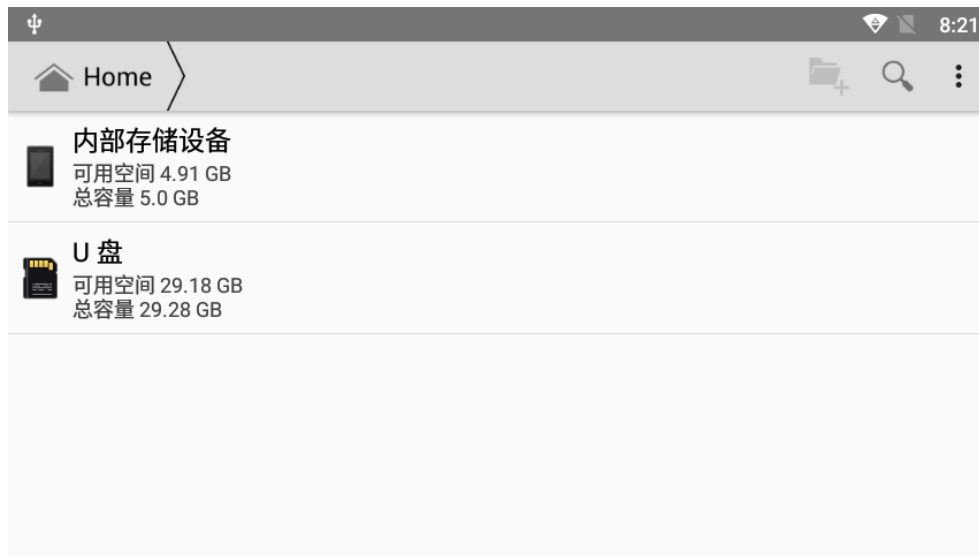 8:21
Home
内部存储设备
可用空间 4.91 GB
总容量 5.0 GB
U 盘
可用空间 29.18 GB
总容量 29.28 GB